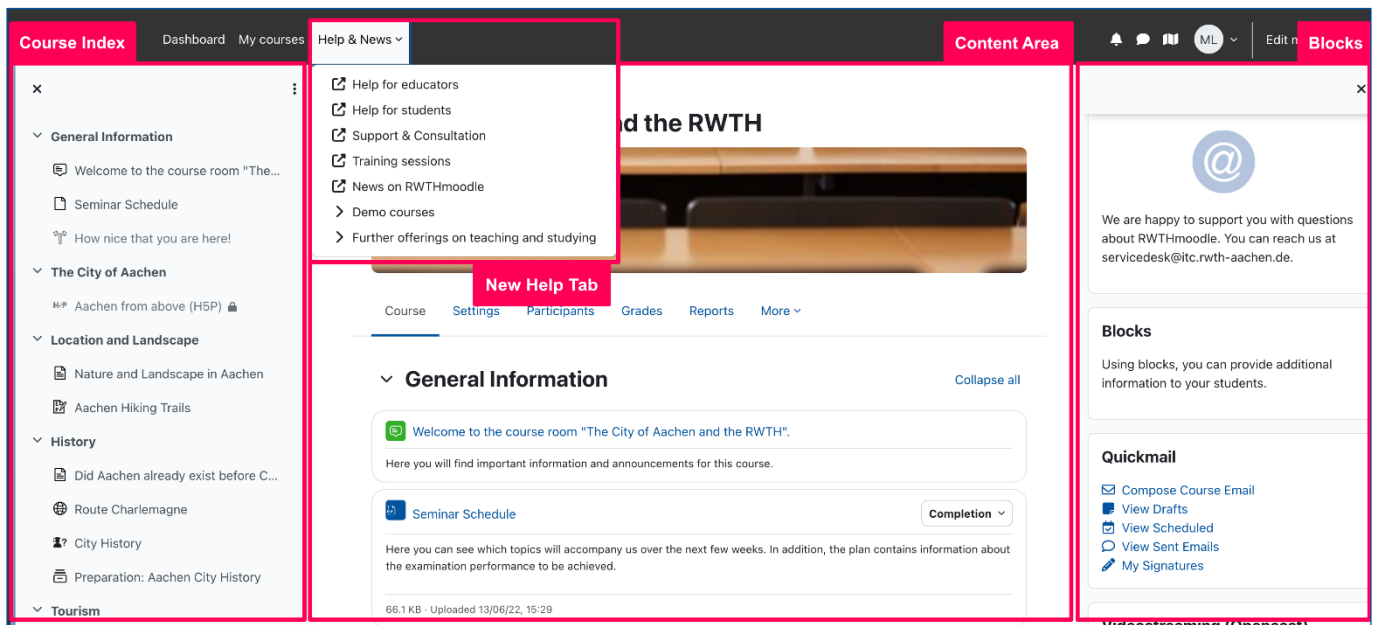 Course Index
Dashboard
My courses
Help & News
Content Area
ML
Edit
Blocks
General Information
Welcome to the course room "The...
Seminar Schedule
How nice that you are here!
The City of Aachen
H-P Aachen from above (H5P)
Location and Landscape
Nature and Landscape in Aachen
Aachen Hiking Trails
History
Did Aachen already exist before C...
Route Charlemagne
City History
Preparation: Aachen City History
Tourism
Help for educators
Help for students
Support & Consultation
Training sessions
News on RWTHmoodle
Demo courses
Further offerings on teaching and studying
New Help Tab
the RWTH
Course
Settings
Participants
Grades
Reports
More
General Information
Collapse all
Welcome to the course room "The City of Aachen and the RWTH".
Here you will find important information and announcements for this course.
Seminar Schedule
Completion
Here you can see which topics will accompany us over the next few weeks. In addition, the plan contains information about
the examination performance to be achieved.
66.1 KB · Uploaded 13/06/22, 15:29
@
We are happy to support you with questions
about RWTHmoodle. You can reach us at
servicedesk@itc.rwth-aachen.de.
Blocks
Using blocks, you can provide additional
information to your students.
Quickmail
Compose Course Email
View Drafts
View Scheduled
View Sent Emails
My Signatures